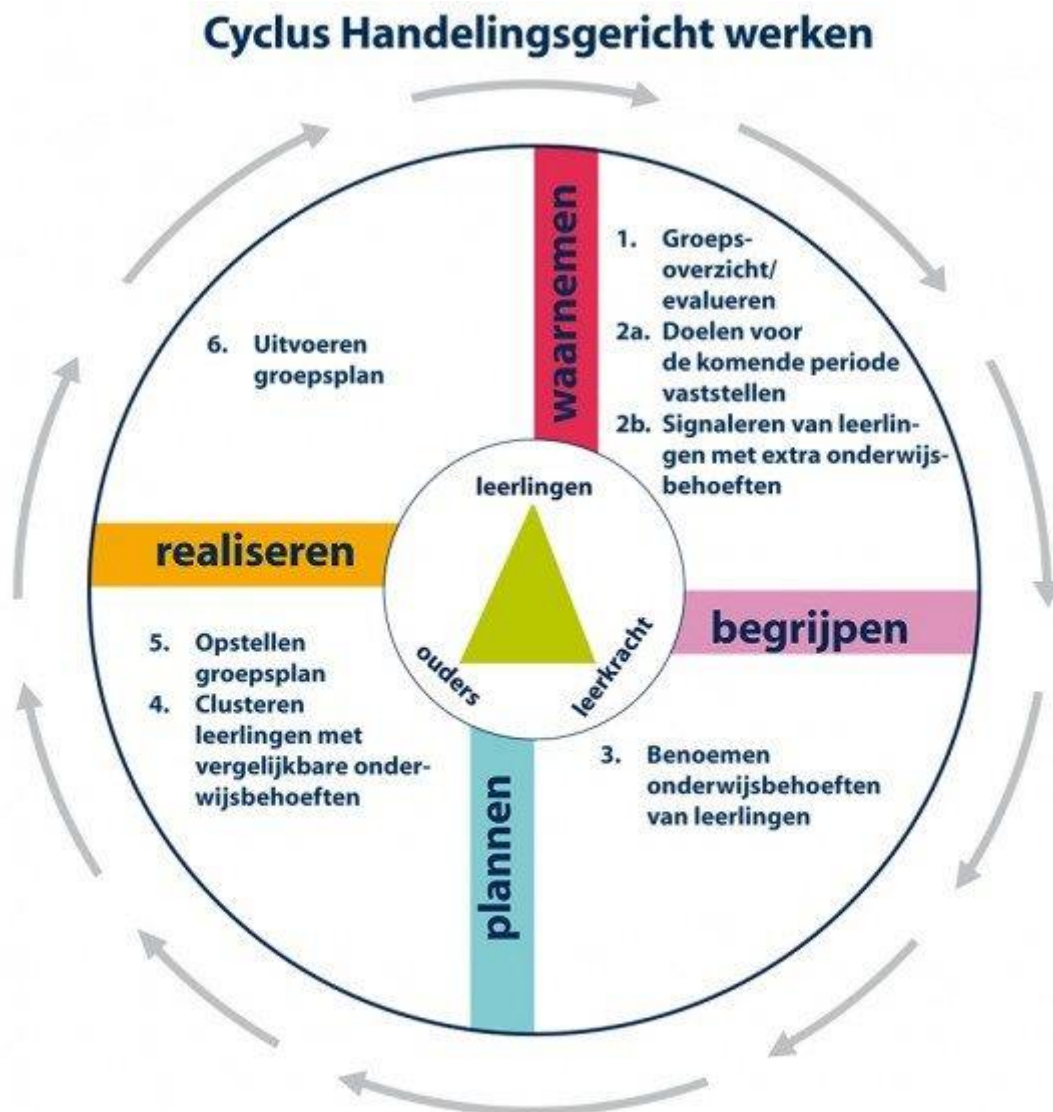 Cyclus Handelingsgericht werken
waarnemen
1. Groeps-
overzicht/
evalueren
2a. Doelen voor
de komende periode
vaststellen
2b. Signaleren van leerlin-
gen met extra onderwijs-
behoeften
begrijpen
3. Benoemen
onderwijsbehoeften
van leerlingen
plannen
5. Opstellen
groepsplan
4. Clusteren
leerlingen met
vergelijkbare onder-
wijsbehoeften
realiseren
6. Uitvoeren
groepsplan
leerlingen
ouders
leerkracht